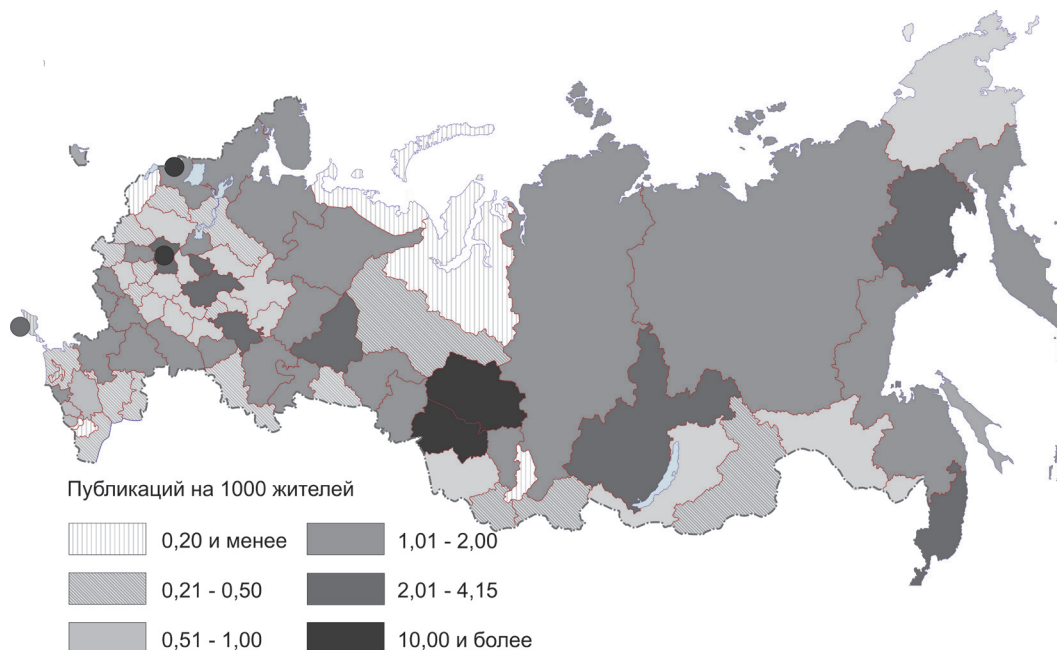 Публикаций на 1000 жителей
0,20 и менее
1,01 - 2,00
0,21 - 0,50
2,01 - 4,15
0,51 - 1,00
10,00 и более